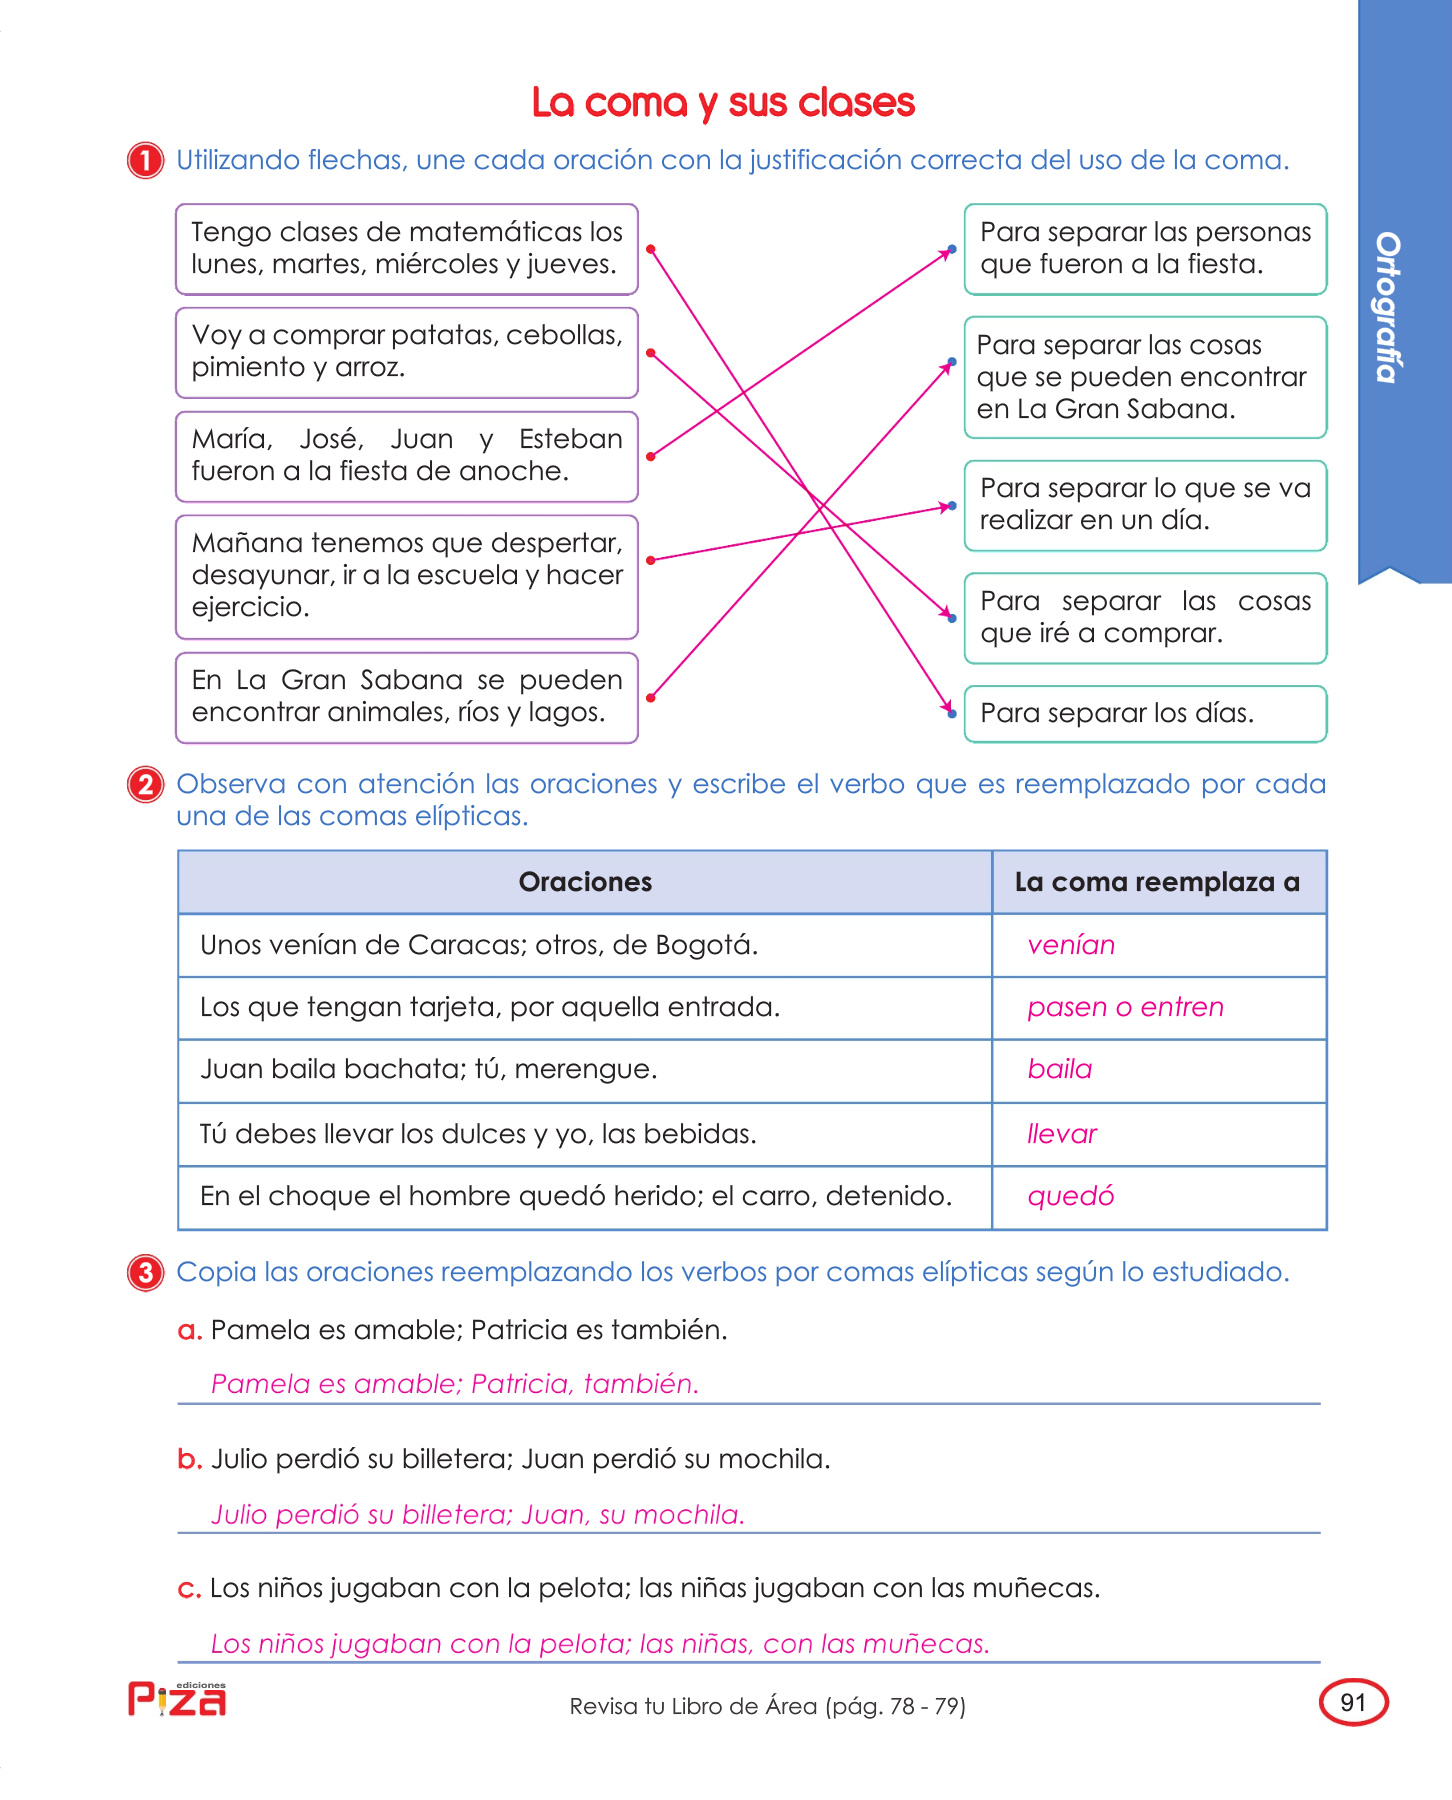 La coma y sus clases
1 Utilizando flechas, une cada oración con la justificación correcta del uso de la coma.
Tengo clases de matemáticas los
lunes, martes, miércoles y jueves.
Voy a comprar patatas, cebollas,
pimiento y arroz.
María, José, Juan y Esteban
fueron a la fiesta de anoche.
Mañana tenemos que despertar,
desayunar, ir a la escuela y hacer
ejercicio.
En La Gran Sabana se pueden
encontrar animales, ríos y lagos.
Para separar las personas
que fueron a la fiesta.
Para separar las cosas
que se pueden encontrar
en La Gran Sabana.
Para separar lo que se va
realizar en un día.
Para separar las cosas
que iré a comprar.
Para separar los días.
Ortografía
2 Observa con atención las oraciones y escribe el verbo que es reemplazado por cada
una de las comas elípticas.
Oraciones La coma reemplaza a
Unos venían de Caracas; otros, de Bogotá. venían
Los que tengan tarjeta, por aquella entrada. pasen o entren
Juan baila bachata; tú, merengue. baila
Tú debes llevar los dulces y yo, las bebidas. llevar
En el choque el hombre quedó herido; el carro, detenido. quedó
3 Copia las oraciones reemplazando los verbos por comas elípticas según lo estudiado.
a. Pamela es amable; Patricia es también.
Pamela es amable; Patricia, también.
b. Julio perdió su billetera; Juan perdió su mochila.
Julio perdió su billetera; Juan, su mochila.
c. Los niños jugaban con la pelota; las niñas jugaban con las muñecas.
Los niños jugaban con la pelota; las niñas, con las muñecas.
ediciones
Piza
Revisa tu Libro de Área (pág. 78 - 79)
91